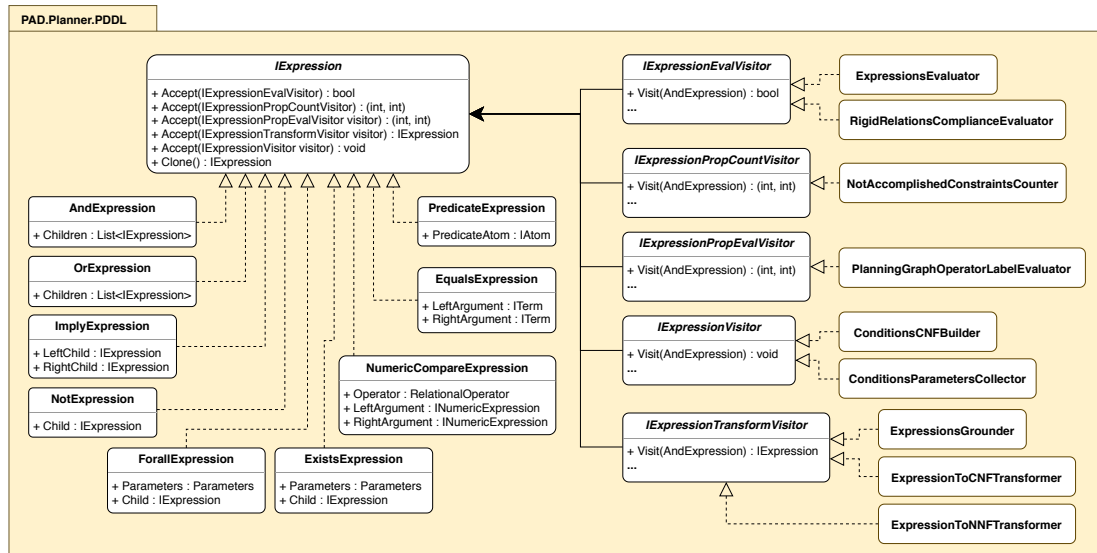 PAD.Planner.PDDL
IExpression
+ Accept(IExpressionEvalVisitor) : bool
+ Accept(IExpressionPropCountVisitor) : (int, int)
+ Accept(IExpressionPropEvalVisitor visitor) : (int, int)
+ Accept(IExpressionTransformVisitor visitor) : IExpression
+ Accept(IExpressionVisitor visitor) : void
+ Clone() : IExpression
AndExpression
+ Children : List<IExpression>
OrExpression
+ Children : List<IExpression>
ImplyExpression
+ LeftChild : IExpression
+ RightChild : IExpression
NotExpression
+ Child : IExpression
ForallExpression
+ Parameters : Parameters
+ Child : IExpression
ExistsExpression
+ Parameters : Parameters
+ Child : IExpression
PredicateExpression
+ PredicateAtom : IAtom
EqualsExpression
+ LeftArgument : ITerm
+ RightArgument : ITerm
NumericCompareExpression
+ Operator : RelationalOperator
+ LeftArgument : INumericExpression
+ RightArgument : INumericExpression
IExpressionEvalVisitor
+ Visit(AndExpression) : bool
...
ExpressionsEvaluator
RigidRelationsComplianceEvaluator
IExpressionPropCountVisitor
+ Visit(AndExpression) : (int, int)
...
NotAccomplishedConstraintsCounter
IExpressionPropEvalVisitor
+ Visit(AndExpression) : (int, int)
...
PlanningGraphOperatorLabelEvaluator
IExpressionVisitor
+ Visit(AndExpression) : void
...
ConditionsCNFBuilder
ConditionsParametersCollector
IExpressionTransformVisitor
+ Visit(AndExpression) : IExpression
...
ExpressionsGrounder
ExpressionToCNFTransformer
ExpressionToNNFTransformer